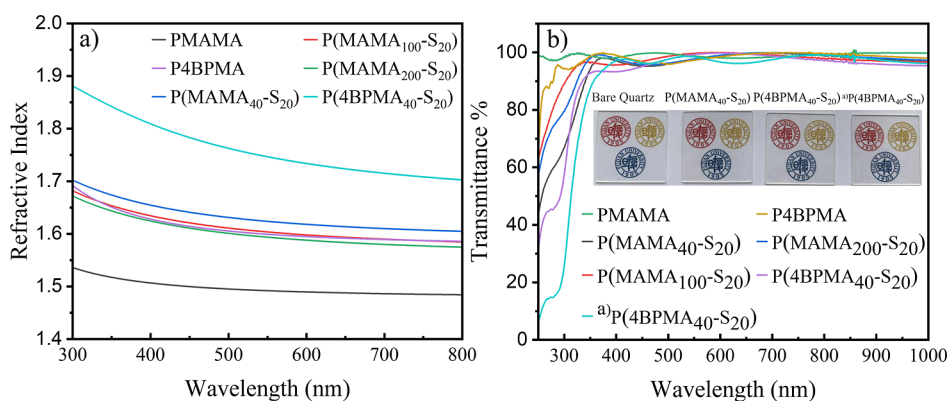 a)
2.0
1.9
1.8
1.7
1.6
1.5
1.4
Refractive Index
PMAMA
P(MAMA100-S20)
P4BPMA
P(MAMA200-S20)
P(MAMA40-S20)
P(4BPMA40-S20)
300 400 500 600 700 800
Wavelength (nm)
b)
100
80
60
40
20
0
Transmittance %
Bare Quartz P(MAMA40-S20) P(4BPMA40-S20) a)P(4BPMA40-S20)
PMAMA
P4BPMA
P(MAMA40-S20)
P(MAMA200-S20)
P(MAMA100-S20)
P(4BPMA40-S20)
a)P(4BPMA40-S20)
300 400 500 600 700 800 900 1000
Wavelength (nm)